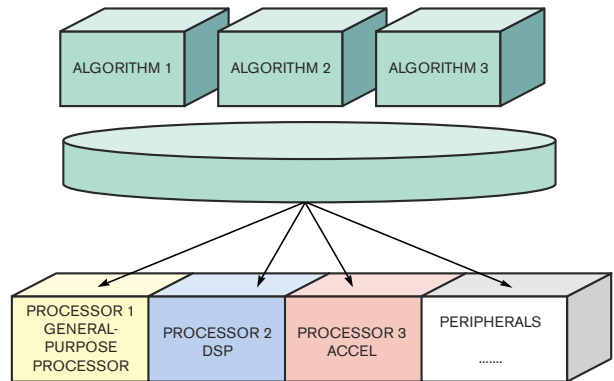 ALGORITHM 1
ALGORITHM 2
ALGORITHM 3
PROCESSOR 1
GENERAL-
PURPOSE
PROCESSOR
PROCESSOR 2
DSP
PROCESSOR 3
ACCEL
PERIPHERALS
.......